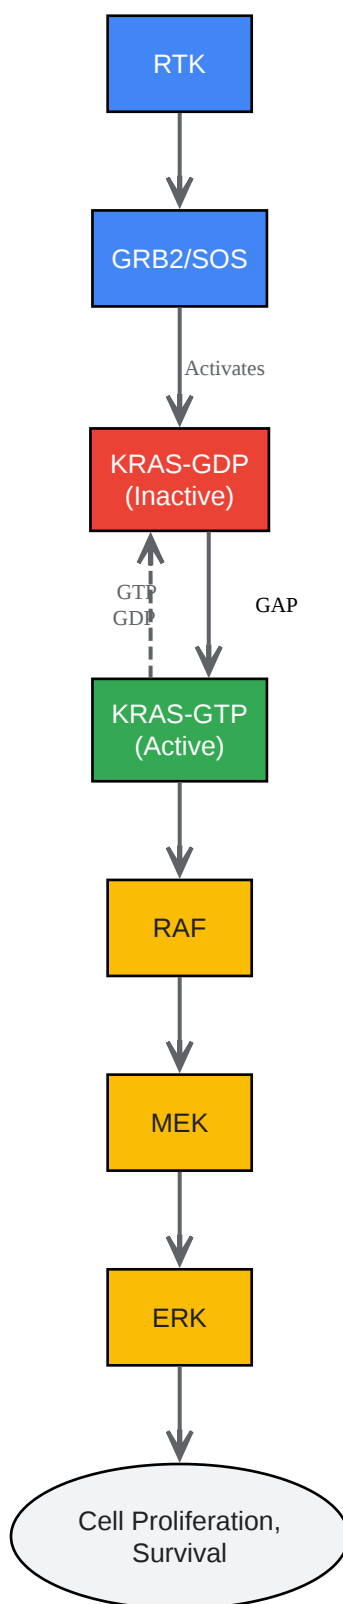 RTK
GRB2/SOS
Activates
KRAS-GDP
(Inactive)
GTP
GDP
GAP
KRAS-GTP
(Active)
RAF
MEK
ERK
Cell Proliferation,
Survival